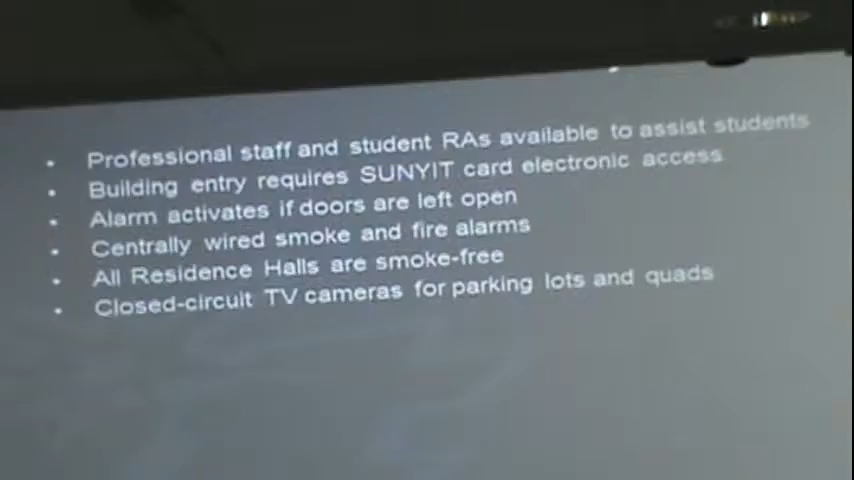 • Professional staff and student RAs available to assist students
• Building entry requires SUNYIT card electronic access
• Alarm activates if doors are left open
• Centrally wired smoke and fire alarms
• All Residence Halls are smoke-free
• Closed-circuit TV cameras for parking lots and quads